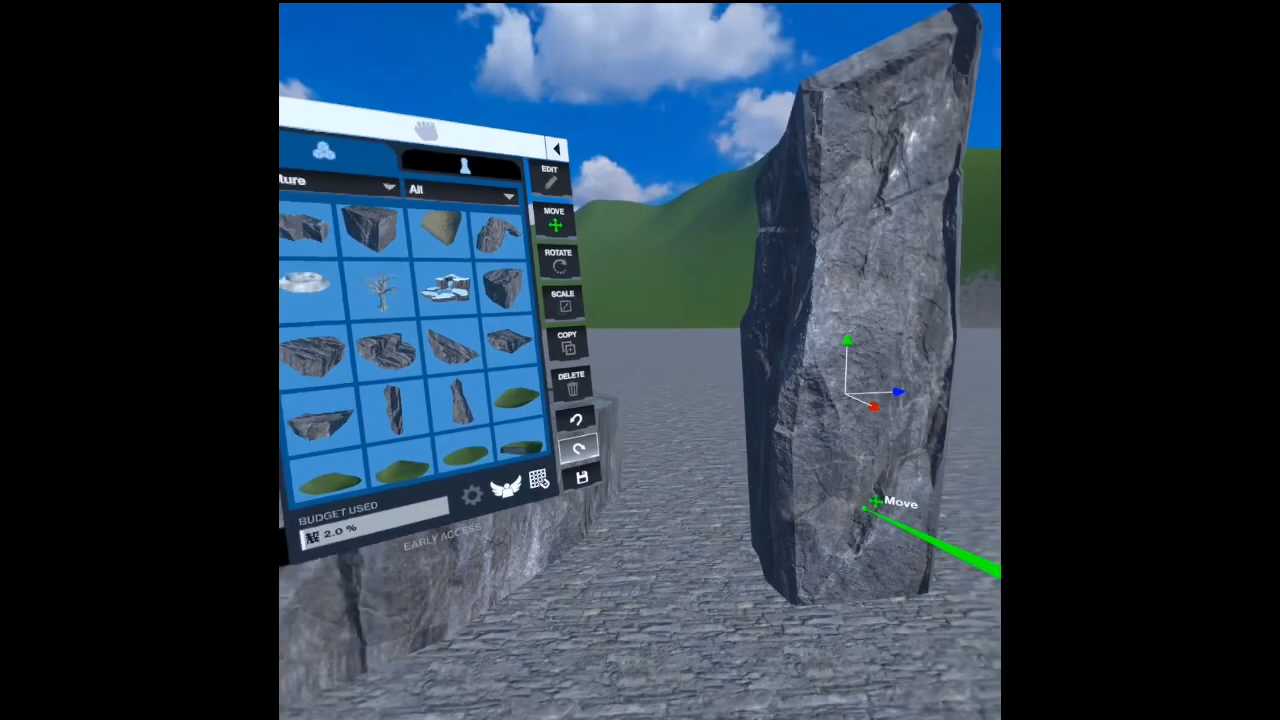 EDIT
ture
All
MOVE
ROTATE
SCALE
COPY
DELETE
Move
BUDGET USED
2.0 %
EARLY ACCESS